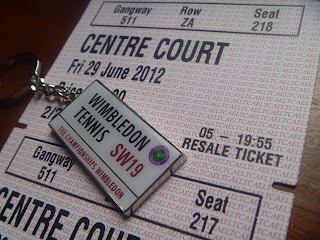 Gangway Row Seat
511 ZA 218
CENTRE COURT
Fri 29 June 2012
05 - 19:55
RESALE TICKET
WIMBLEDON
TENNIS SW19
THE CHAMPIONSHIPS WIMBLEDON
Gangway Seat
511 217
CENTRE COURT